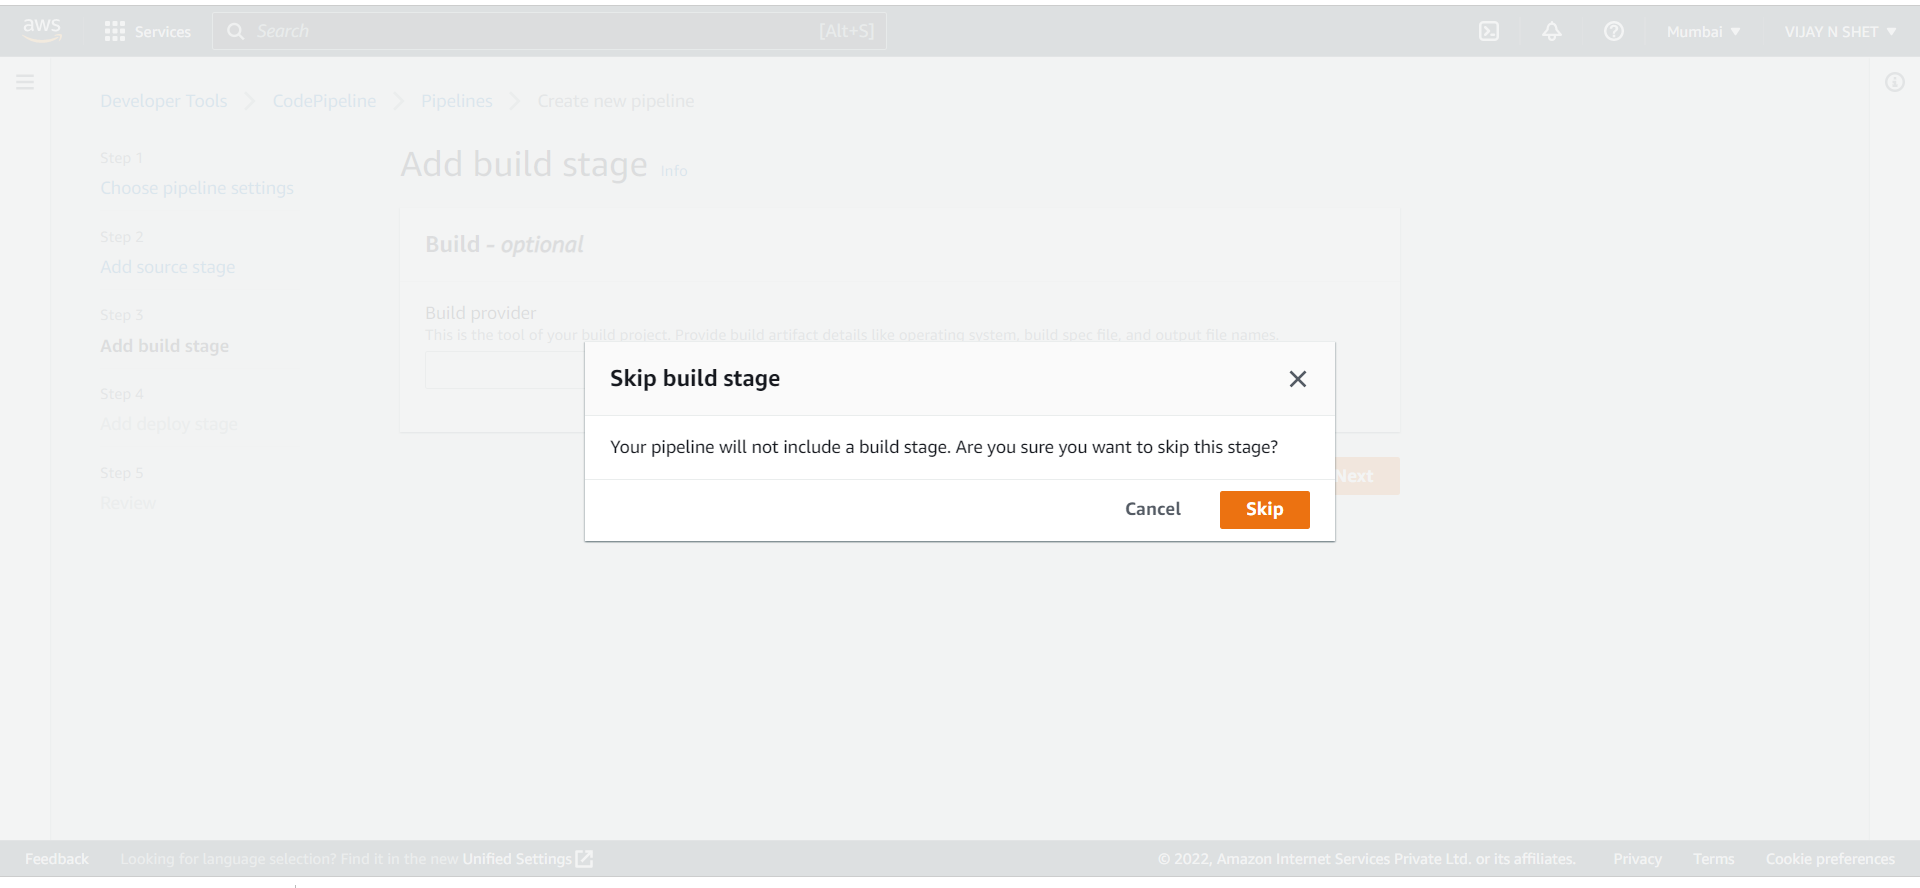 aws
Services
Search
[Alt+S]
Mumbai
VIJAY N SHET
Developer Tools
CodePipeline
Pipelines
Create new pipeline
Step 1
Choose pipeline settings
Step 2
Add source stage
Step 3
Add build stage
Step 4
Add deploy stage
Step 5
Review
Add build stage Info
Build - optional
Build provider
This is the tool of your build project. Provide build artifact details like operating system, build spec file, and output file names.
Skip build stage
Your pipeline will not include a build stage. Are you sure you want to skip this stage?
Cancel
Skip
Next
Feedback
Looking for language selection? Find it in the new Unified Settings
© 2022, Amazon Internet Services Private Ltd. or its affiliates.
Privacy
Terms
Cookie preferences